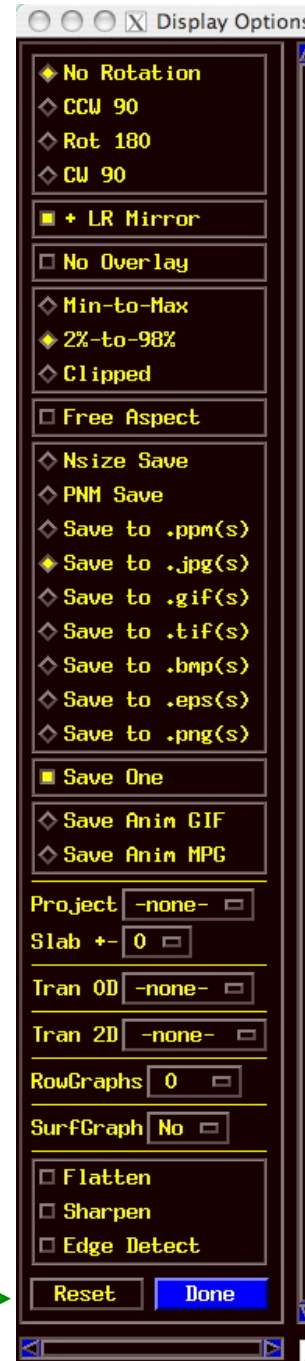 X Display Options
No Rotation
CCW 90
Rot 180
CW 90
+ LR Mirror
No Overlay
Min-to-Max
2%-to-98%
Clipped
Free Aspect
Nsize Save
PNM Save
Save to .ppm(s)
Save to .jpg(s)
Save to .gif(s)
Save to .tif(s)
Save to .bmp(s)
Save to .eps(s)
Save to .png(s)
Save One
Save Anim GIF
Save Anim MPG
Project -none-
Slab +- 0
Tran 0D -none-
Tran 2D -none-
RowGraphs 0
SurfGraph No
Flatten
Sharpen
Edge Detect
Reset Done